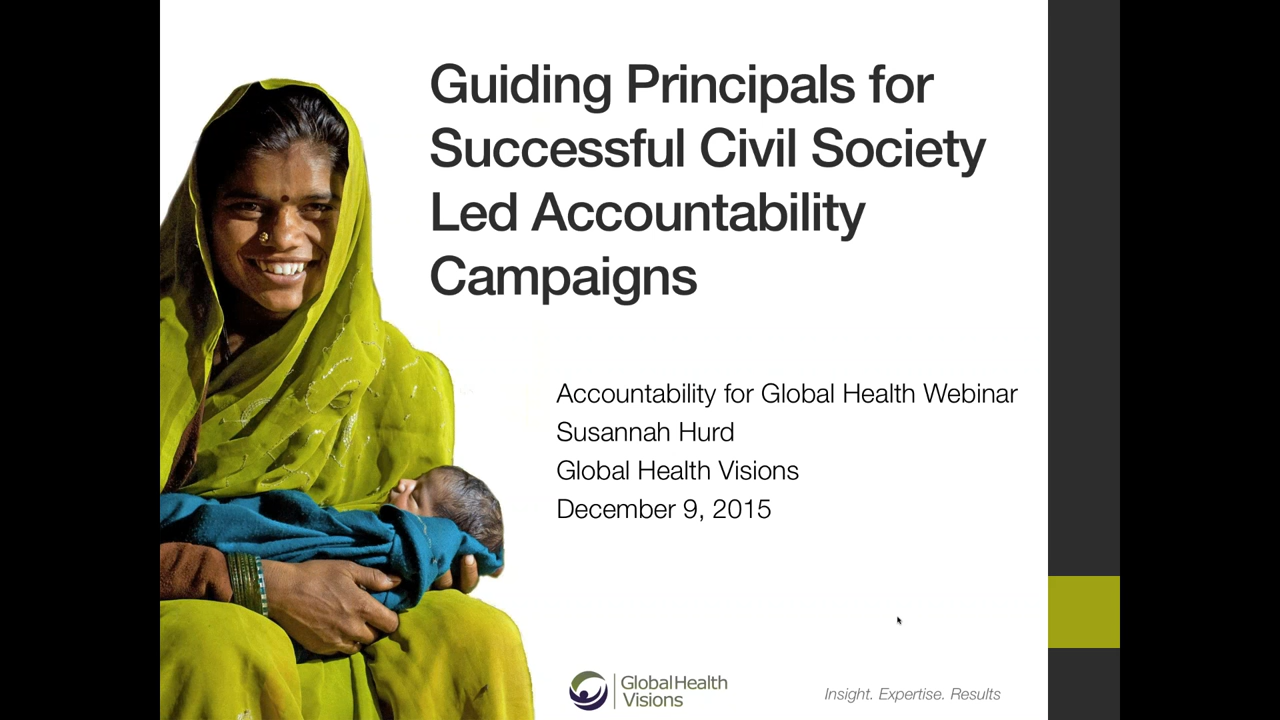 Guiding Principals for
Successful Civil Society
Led Accountability
Campaigns
Accountability for Global Health Webinar
Susannah Hurd
Global Health Visions
December 9, 2015
GlobalHealth
Visions
Insight. Expertise. Results